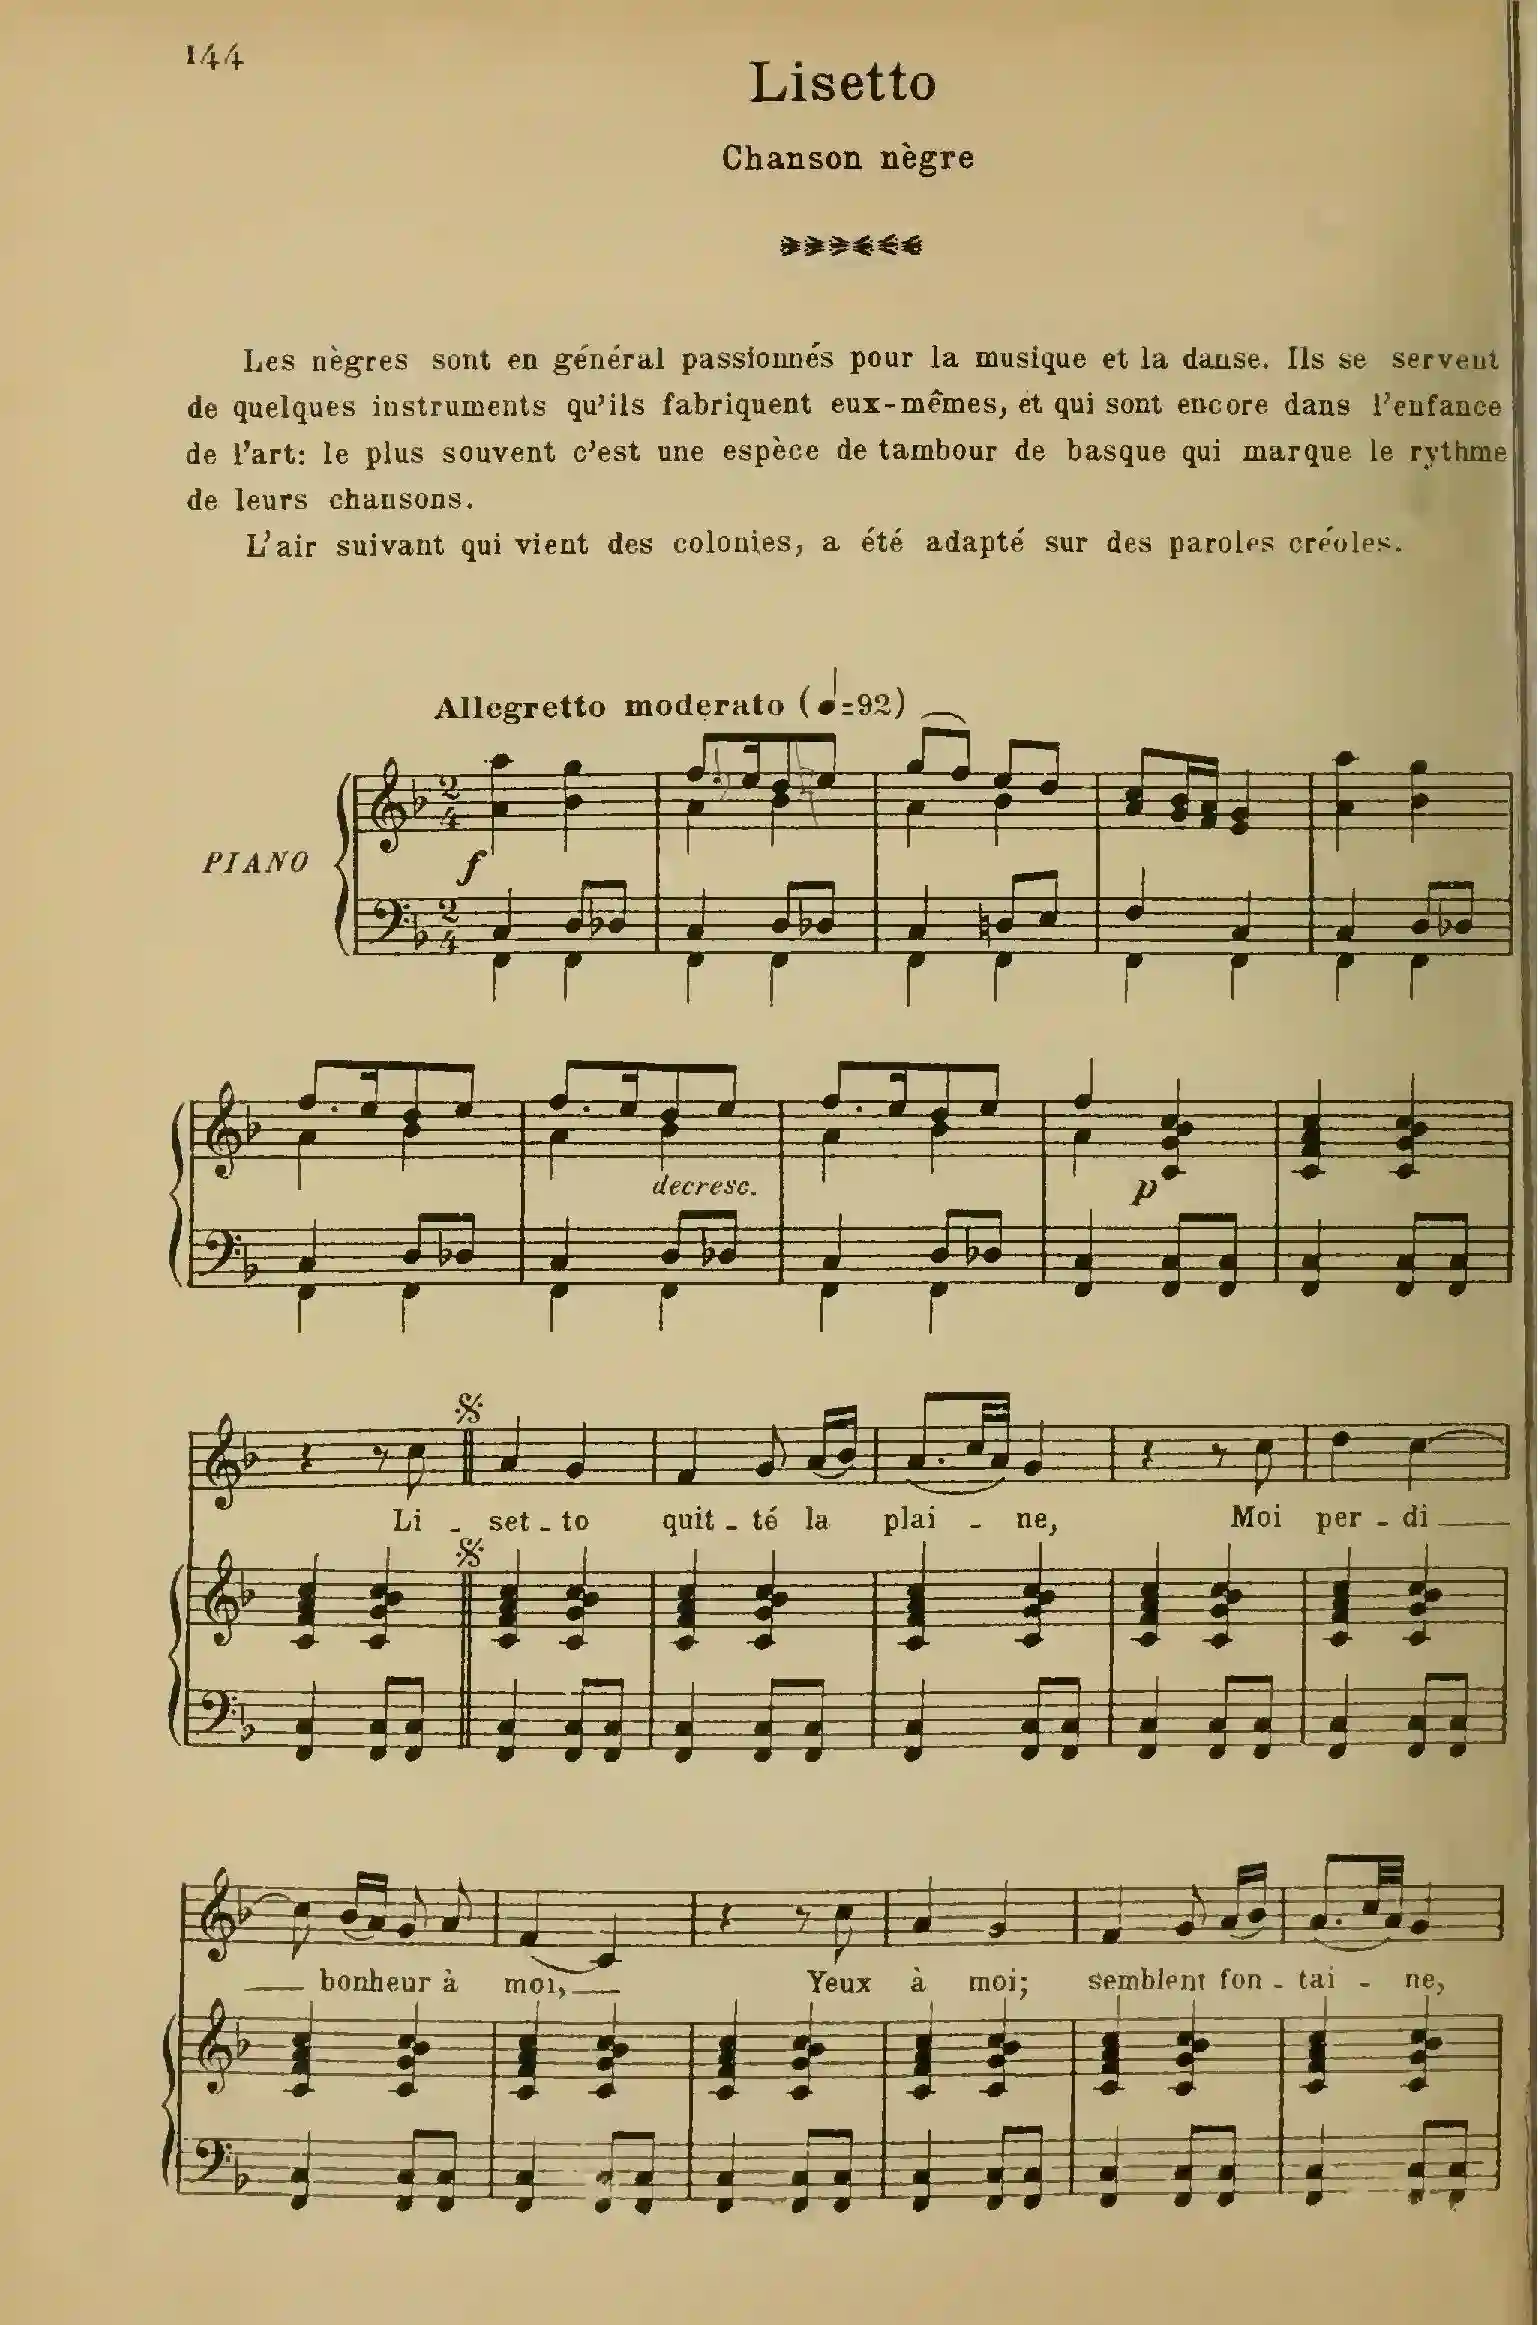 144
Lisetto
Chanson nègre
Les nègres sont en général passionnés pour la musique et la danse. Ils se servent
de quelques instruments qu'ils fabriquent eux-mêmes, et qui sont encore dans l'enfance
de l'art: le plus souvent c'est une espèce de tambour de basque qui marque le rythme
de leurs chansons.
L'air suivant qui vient des colonies, a été adapté sur des paroles créoles.
Allegretto moderato (♩=92)
PIANO
f
decresc.
p
Li - set - to quit - té la plai - ne, Moi per - di
bonheur à moi, Yeux à moi; semblent fon - tai - ne,